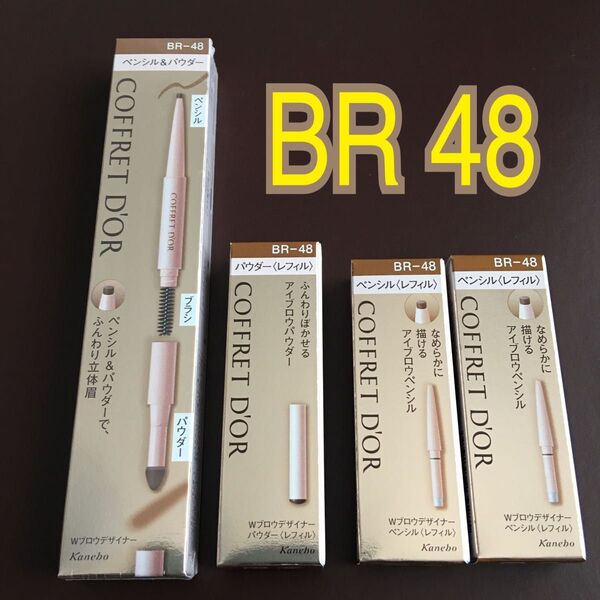 BR 48
BR-48
ペンシル&パウダー
COFFRET D'OR
ペンシル
COFFRET D'OR
ブラシ
ペンシル&パウダーで、
ふんわり立体眉
パウダー
Wブロウデザイナー
Kanebo
BR-48
パウダー〈レフィル〉
COFFRET D'OR
ふんわりぼかせる
アイブロウパウダー
Wブロウデザイナー
パウダー〈レフィル〉
Kanebo
BR-48
ペンシル〈レフィル〉
COFFRET D'OR
なめらかに
描ける
アイブロウペンシル
Wブロウデザイナー
ペンシル〈レフィル〉
Kanebo
BR-48
ペンシル〈レフィル〉
COFFRET D'OR
なめらかに
描ける
アイブロウペンシル
Wブロウデザイナー
ペンシル〈レフィル〉
Kanebo